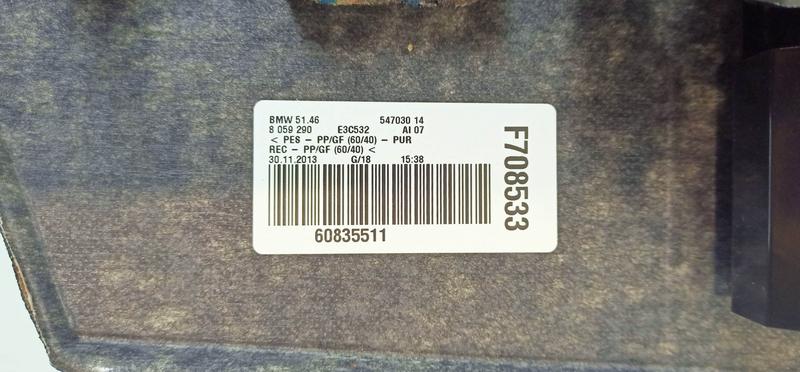 BMW 51.46 547030 14
8 059 290 E3C532 AI 07
< PES - PP/GF (60/40) - PUR
REC - PP/GF (60/40) <
30.11.2013 G/18 15:38
60835511
F708533